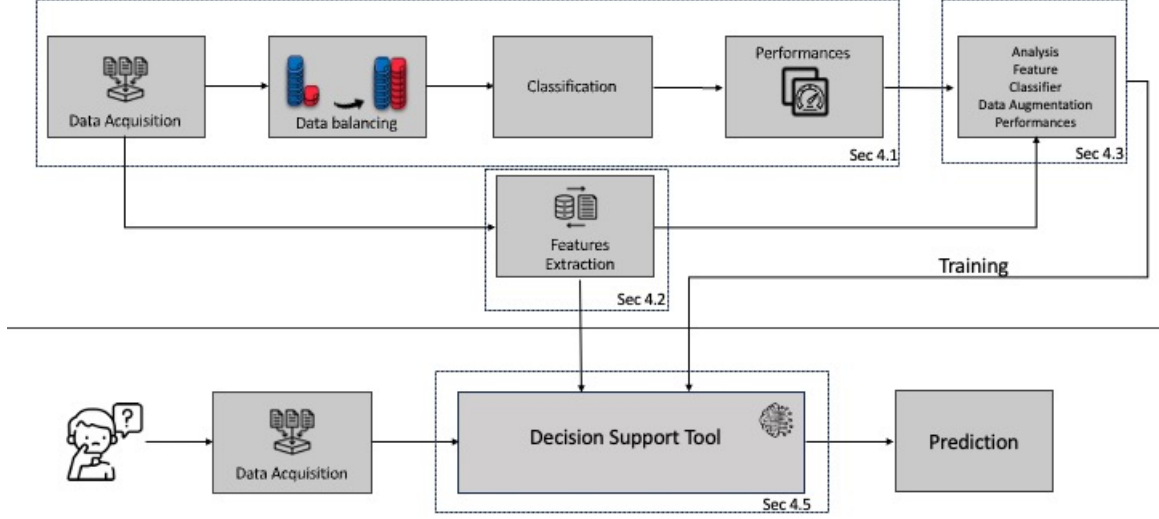 Data Acquisition
Data balancing
Classification
Performances
Analysis
Feature
Classifier
Data Augmentation
Performances
Sec 4.1
Sec 4.3
Features
Extraction
Sec 4.2
Training
?
Data Acquisition
Decision Support Tool
Prediction
Sec 4.5